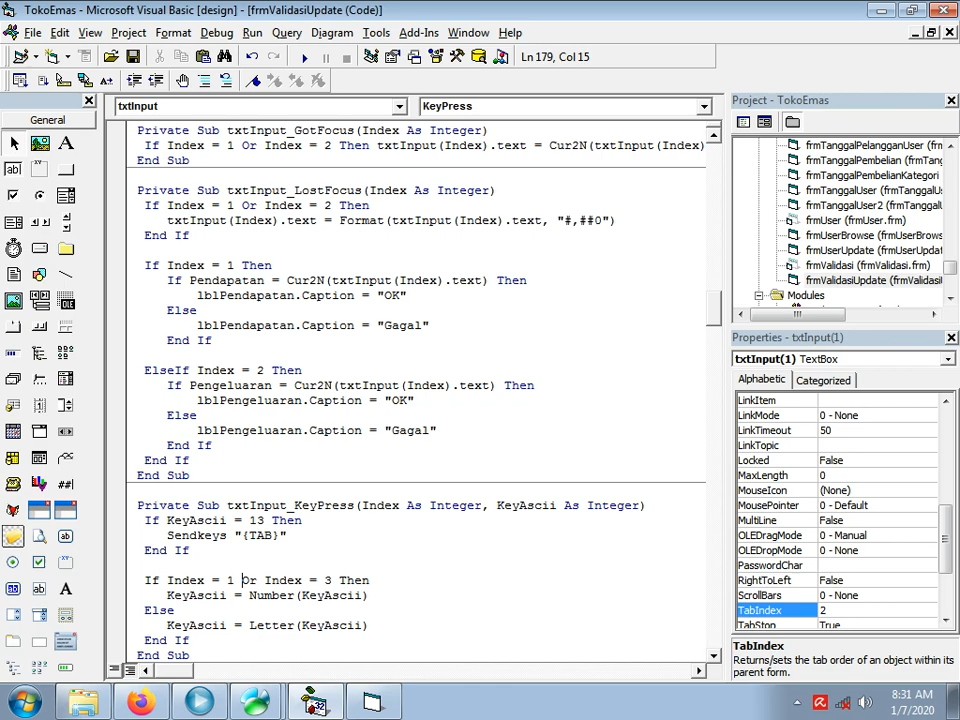 TokoEmas - Microsoft Visual Basic [design] - [frmValidasiUpdate (Code)]
File Edit View Project Format Debug Run Query Diagram Tools Add-Ins Window Help
Ln 179, Col 15
General
txtInput
KeyPress
Private Sub txtInput_GotFocus(Index As Integer)
If Index = 1 Or Index = 2 Then txtInput(Index).text = Cur2N(txtInput(Index)
End Sub
Private Sub txtInput_LostFocus(Index As Integer)
If Index = 1 Or Index = 2 Then
txtInput(Index).text = Format(txtInput(Index).text, "#,##0")
End If
If Index = 1 Then
If Pendapatan = Cur2N(txtInput(Index).text) Then
lblPendapatan.Caption = "OK"
Else
lblPendapatan.Caption = "Gagal"
End If
ElseIf Index = 2 Then
If Pengeluaran = Cur2N(txtInput(Index).text) Then
lblPengeluaran.Caption = "OK"
Else
lblPengeluaran.Caption = "Gagal"
End If
End If
End Sub
Private Sub txtInput_KeyPress(Index As Integer, KeyAscii As Integer)
If KeyAscii = 13 Then
Sendkeys "{TAB}"
End If
If Index = 1 Or Index = 3 Then
KeyAscii = Number(KeyAscii)
Else
KeyAscii = Letter(KeyAscii)
End If
End Sub
Project - TokoEmas
frmTanggalPelangganUser
frmTanggalPembelian (frmTang
frmTanggalPembelianKategori
frmTanggalUser (frmTanggalU
frmTanggalUser2 (frmTanggal
frmUser (frmUser.frm)
frmUserBrowse (frmUserBrows
frmUserUpdate (frmUserUpdat
frmValidasi (frmValidasi.frm)
frmValidasiUpdate (frmValidasi
Modules
Properties - txtInput(1)
txtInput(1) TextBox
Alphabetic Categorized
LinkItem
LinkMode 0 - None
LinkTimeout 50
LinkTopic
Locked False
MaxLength 0
MouseIcon (None)
MousePointer 0 - Default
MultiLine False
OLEDragMode 0 - Manual
OLEDropMode 0 - None
PasswordChar
RightToLeft False
ScrollBars 0 - None
TabIndex 2
TabStop True
TabIndex
Returns/sets the tab order of an object within its
parent form.
8:31 AM
1/7/2020